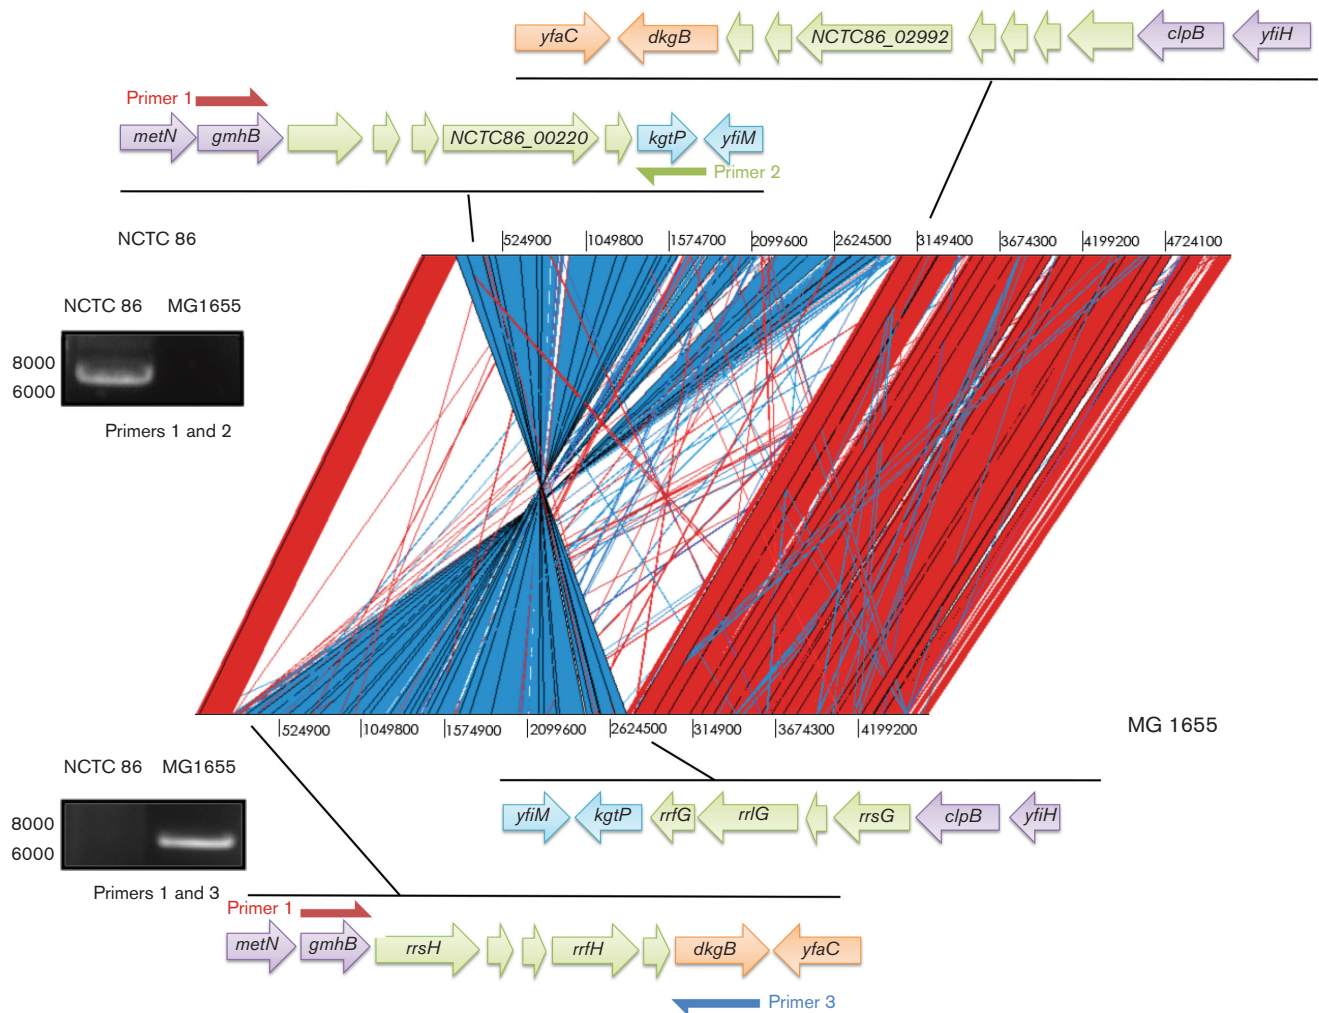 yfaC dkgB NCTC86_02992 clpB yfiH
Primer 1
metN gmhB NCTC86_00220 kgtP yfiM
Primer 2
NCTC 86
524900 1049800 1574700 2099600 2624500 3149400 3674300 4199200 4724100
NCTC 86 MG1655
8000
6000
Primers 1 and 2
524900 1049800 1574900 2099600 2624500 314900 3674300 4199200
MG 1655
NCTC 86 MG1655
8000
6000
Primers 1 and 3
yfiM kgtP rrfG rrlG rrsG clpB yfiH
Primer 1
metN gmhB rrsH rrfH dkgB yfaC
Primer 3